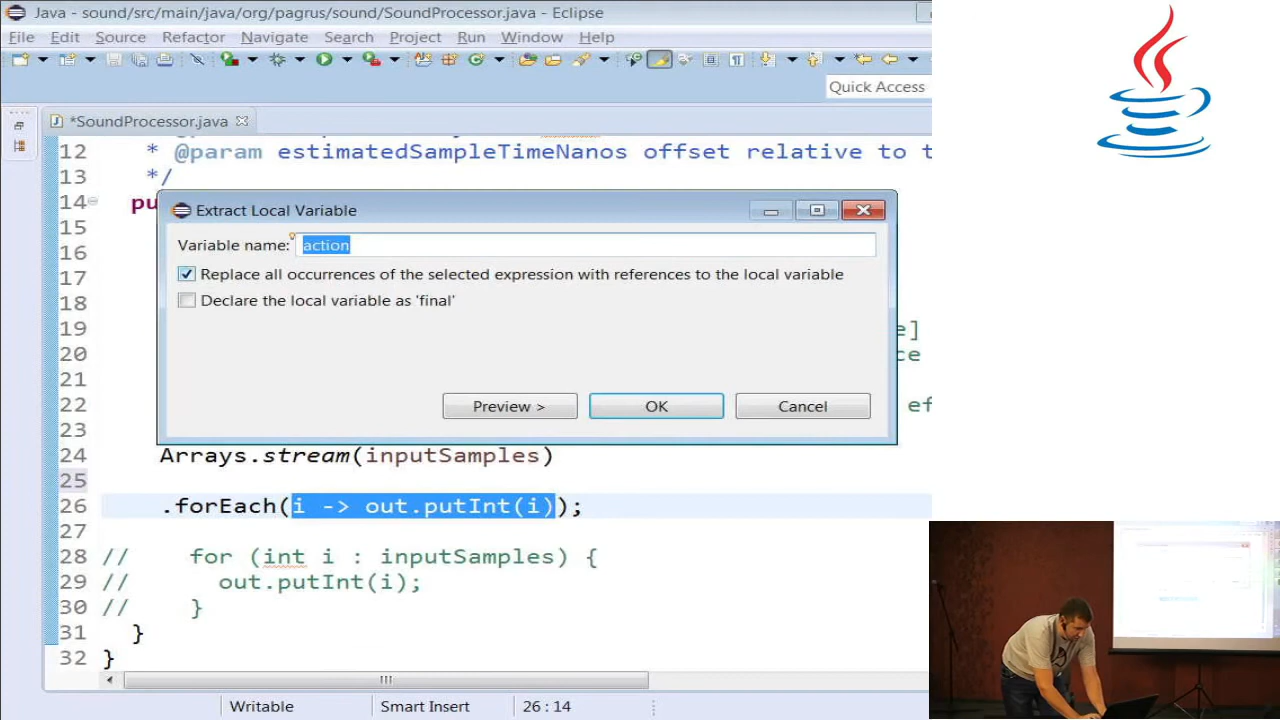 Java - sound/src/main/java/org/pagrus/sound/SoundProcessor.java - Eclipse
File Edit Source Refactor Navigate Search Project Run Window Help
Quick Access
*SoundProcessor.java
12 * @param estimatedSampleTimeNanos offset relative to t
13 */
14 pu
15
16
17
18
19 e]
20 ce
21
22 ef
23
24 Arrays.stream(inputSamples)
25
26 .forEach(i -> out.putInt(i));
27
28 // for (int i : inputSamples) {
29 // out.putInt(i);
30 // }
31 }
32 }
Extract Local Variable
Variable name: action
Replace all occurrences of the selected expression with references to the local variable
Declare the local variable as 'final'
Preview > OK Cancel
Writable Smart Insert 26 : 14